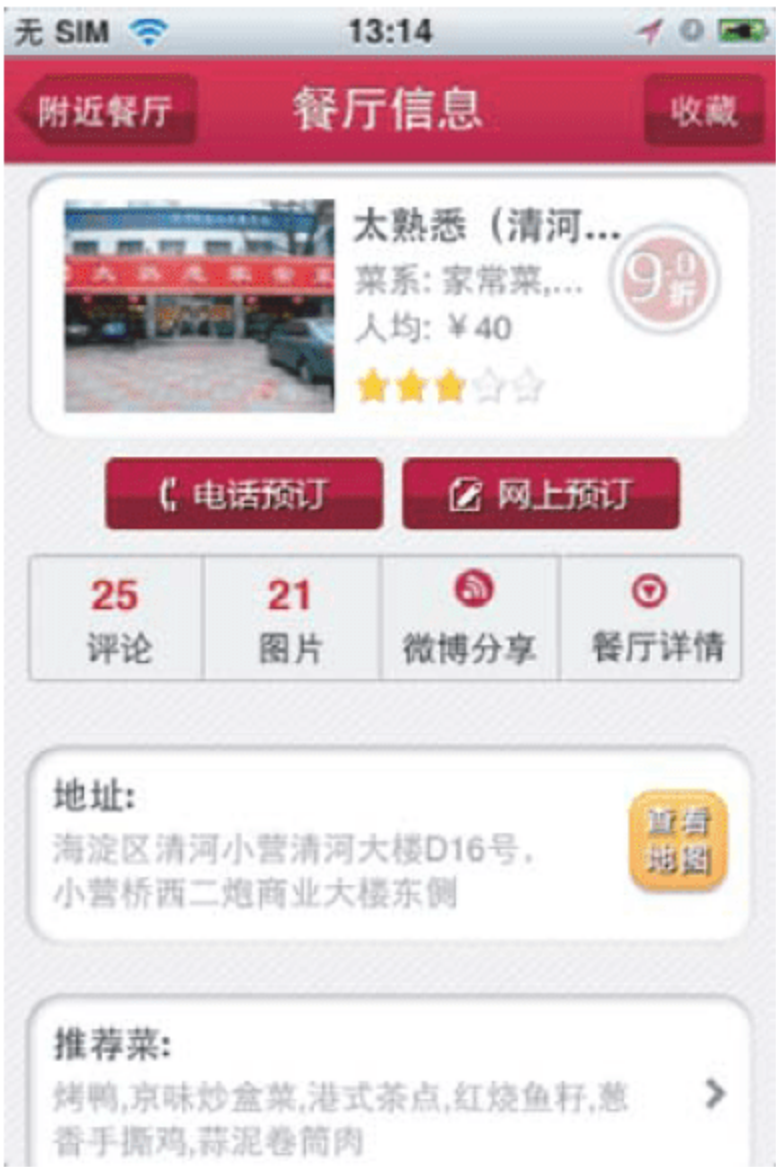 无 SIM
13:14
附近餐厅
餐厅信息
收藏
太熟悉（清河...
菜系: 家常菜,...
人均: ￥40
9.0折
电话预订
网上预订
25
评论
21
图片
微博分享
餐厅详情
地址:
海淀区清河小营清河大楼D16号，
小营桥西二炮商业大楼东侧
查看
地图
推荐菜:
烤鸭,京味炒盒菜,港式茶点,红烧鱼籽,葱
香手撕鸡,蒜泥卷筒肉